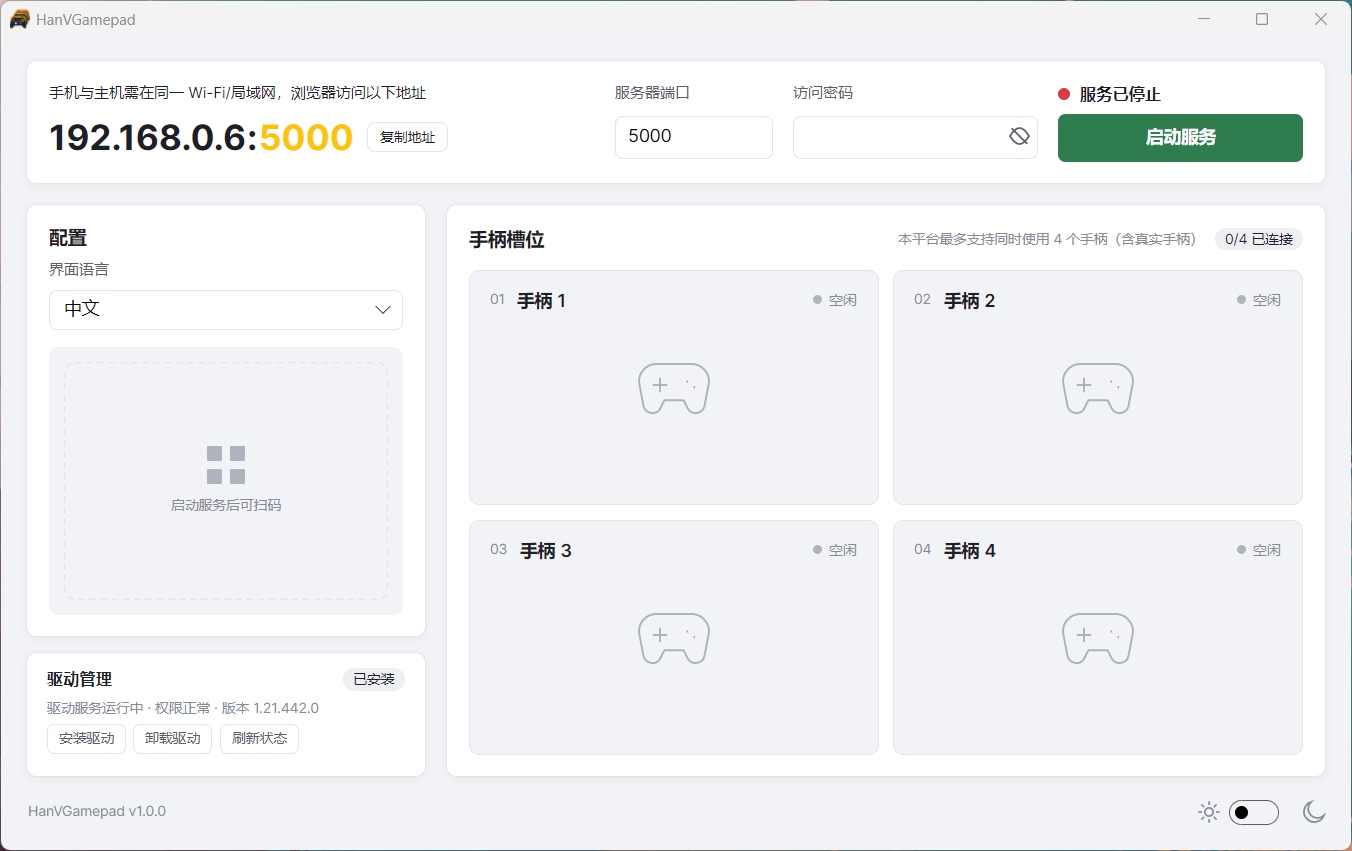 HanVGamepad
手机与主机需在同一 Wi-Fi/局域网，浏览器访问以下地址
192.168.0.6:5000
复制地址
服务器端口
5000
访问密码
服务已停止
启动服务
配置
界面语言
中文
启动服务后可扫码
驱动管理
已安装
驱动服务运行中 · 权限正常 · 版本 1.21.442.0
安装驱动
卸载驱动
刷新状态
手柄槽位
本平台最多支持同时使用 4 个手柄（含真实手柄）
0/4 已连接
01 手柄 1
空闲
02 手柄 2
空闲
03 手柄 3
空闲
04 手柄 4
空闲
HanVGamepad v1.0.0